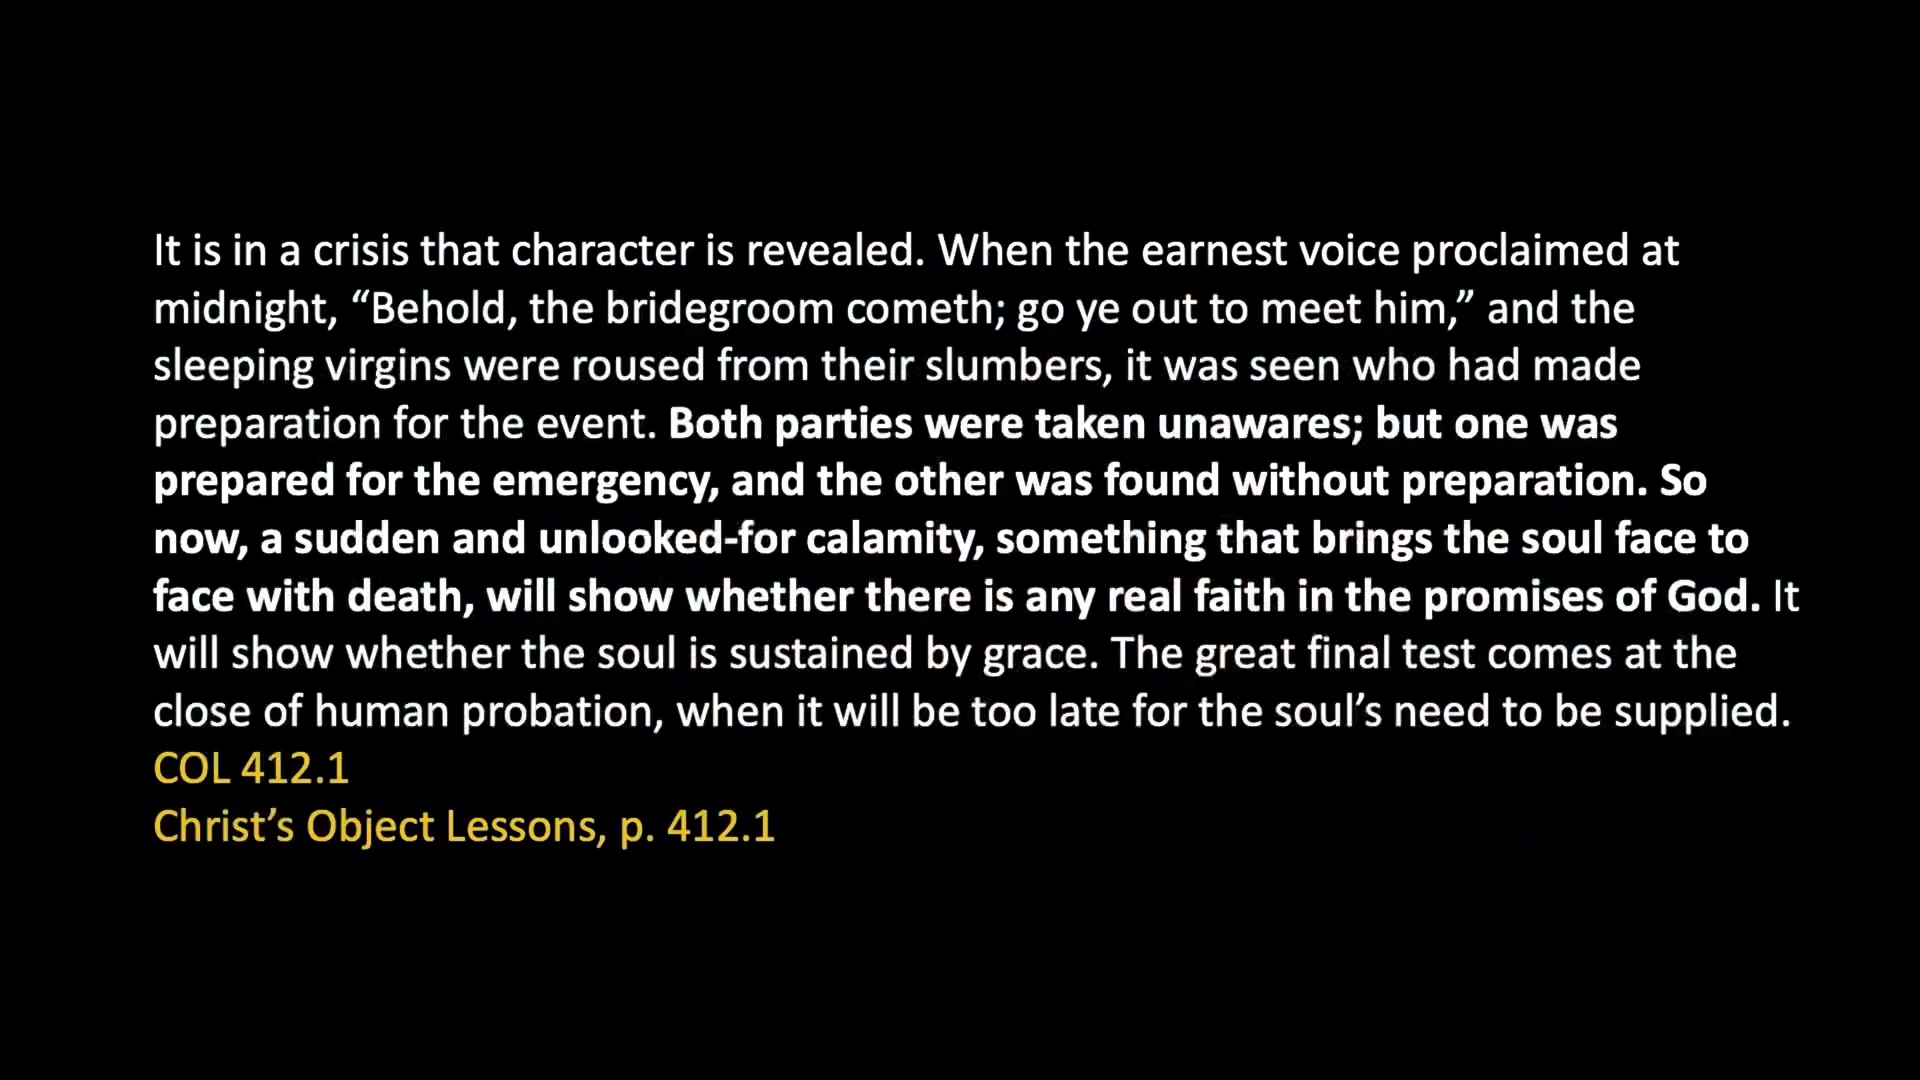 It is in a crisis that character is revealed. When the earnest voice proclaimed at
midnight, “Behold, the bridegroom cometh; go ye out to meet him,” and the
sleeping virgins were roused from their slumbers, it was seen who had made
preparation for the event. Both parties were taken unawares; but one was
prepared for the emergency, and the other was found without preparation. So
now, a sudden and unlooked-for calamity, something that brings the soul face to
face with death, will show whether there is any real faith in the promises of God. It
will show whether the soul is sustained by grace. The great final test comes at the
close of human probation, when it will be too late for the soul’s need to be supplied.
COL 412.1
Christ’s Object Lessons, p. 412.1